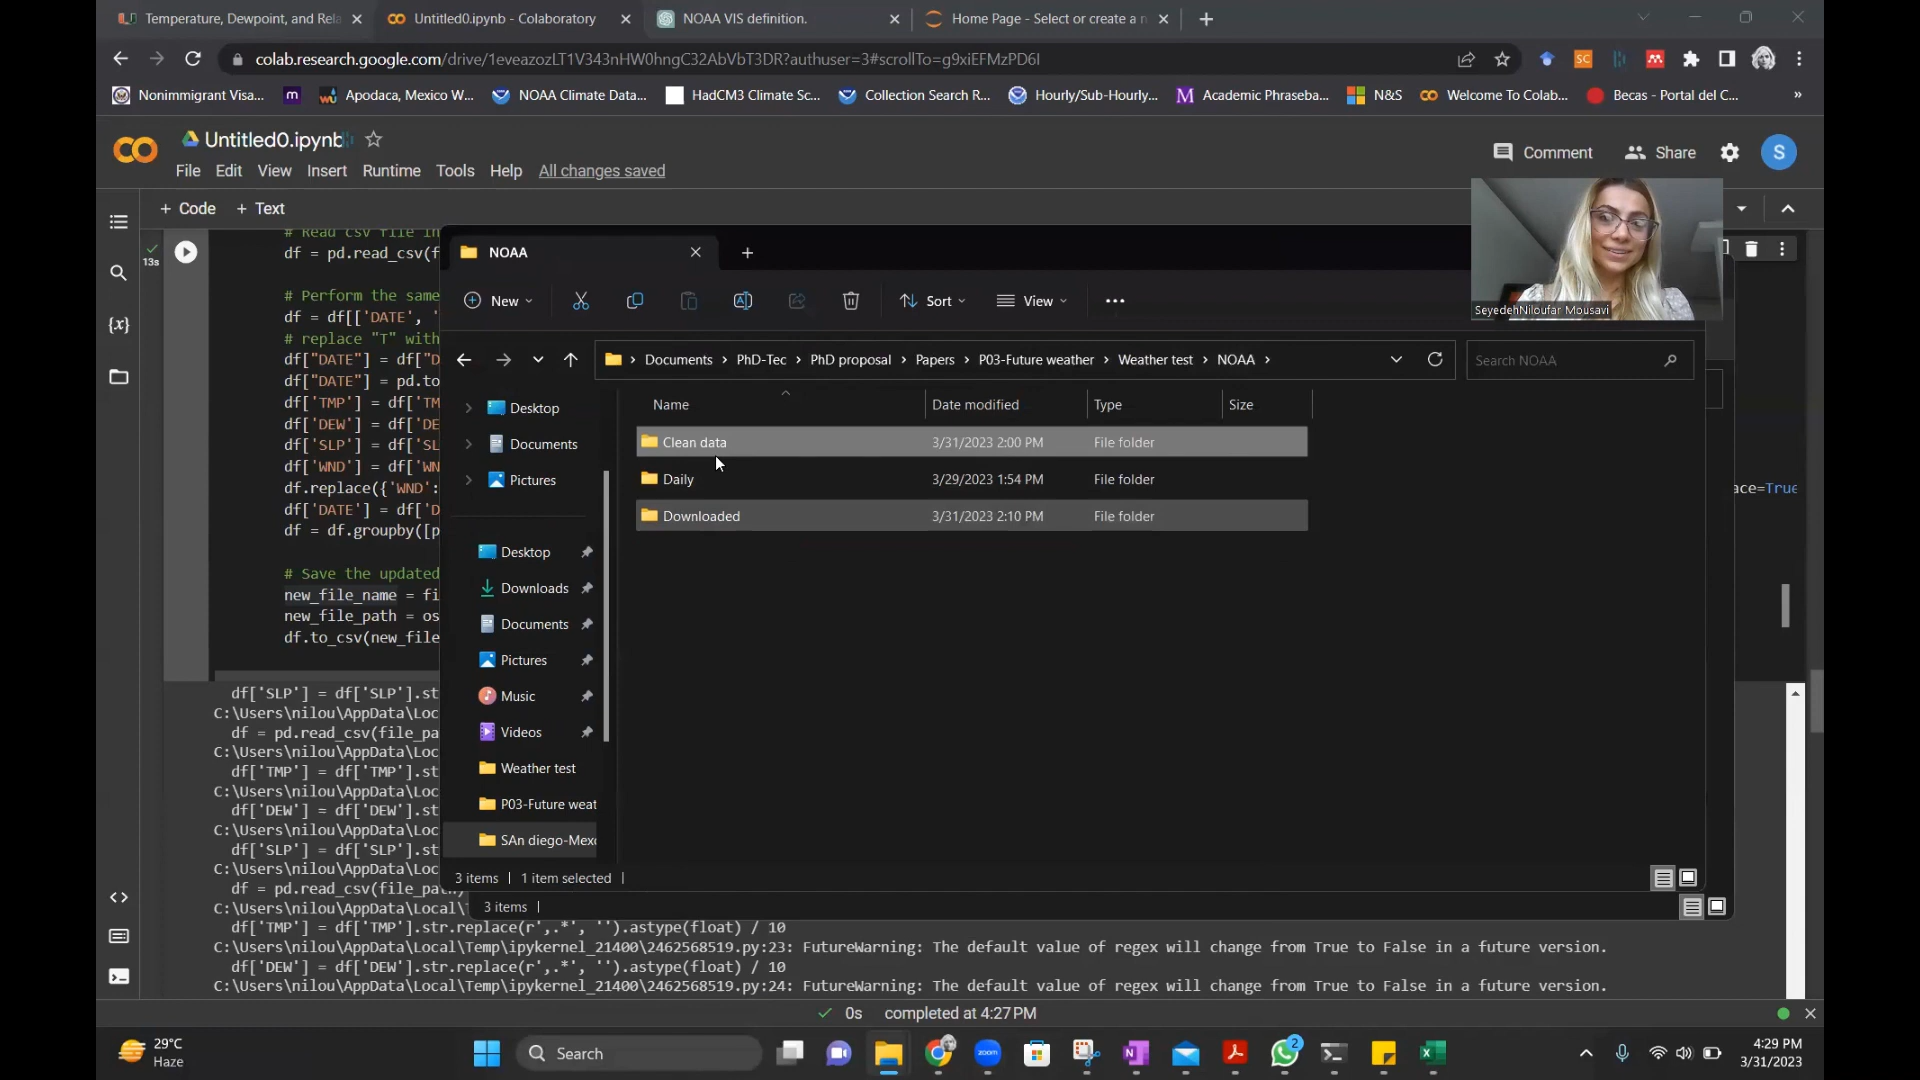 Temperature, Dewpoint, and Rela
Untitled0.ipynb - Colaboratory
NOAA VIS definition.
Home Page - Select or create a n
colab.research.google.com/drive/1eveazozLT1V343nHW0hngC32AbVbT3DR?authuser=3#scrollTo=g9xiEFMzPD6I
Nonimmigrant Visa...
Apodaca, Mexico W...
NOAA Climate Data...
HadCM3 Climate Sc...
Collection Search R...
Hourly/Sub-Hourly...
Academic Phraseba...
N&S
Welcome To Colab...
Becas - Portal del C...
»
Untitled0.ipynb
Comment
Share
S
File Edit View Insert Runtime Tools Help All changes saved
+ Code + Text
SeyedehNiloufar Mousavi
13s
# Read csv file in
df = pd.read_csv(f
# Perform the same
df = df[['DATE', '
# replace "T" with
df["DATE"] = df["D
df["DATE"] = pd.to
df['TMP'] = df['TM
df['DEW'] = df['DE
df['SLP'] = df['SL
df['WND'] = df['WN
df.replace({'WND':
ace=True
df['DATE'] = df['D
df = df.groupby([p
# Save the updated
new_file_name = fi
new_file_path = os
df.to_csv(new_file
NOAA
New
Sort
View
Documents > PhD-Tec > PhD proposal > Papers > P03-Future weather > Weather test > NOAA >
Search NOAA
Name Date modified Type Size
Clean data 3/31/2023 2:00 PM File folder
Daily 3/29/2023 1:54 PM File folder
Downloaded 3/31/2023 2:10 PM File folder
Desktop
Documents
Pictures
Desktop
Downloads
Documents
Pictures
Music
Videos
Weather test
P03-Future weat
SAn diego-Mexc
3 items | 1 item selected |
3 items |
df['SLP'] = df['SLP'].st
C:\Users\nilou\AppData\Loc
df = pd.read_csv(file_pa
C:\Users\nilou\AppData\Loc
df['TMP'] = df['TMP'].st
C:\Users\nilou\AppData\Loc
df['DEW'] = df['DEW'].st
C:\Users\nilou\AppData\Loc
df['SLP'] = df['SLP'].st
C:\Users\nilou\AppData\Loc
df = pd.read_csv(file_path)
C:\Users\nilou\AppData\Local\
df['TMP'] = df['TMP'].str.replace(r',.*', '').astype(float) / 10
C:\Users\nilou\AppData\Local\Temp\ipykernel_21400\2462568519.py:23: FutureWarning: The default value of regex will change from True to False in a future version.
df['DEW'] = df['DEW'].str.replace(r',.*', '').astype(float) / 10
C:\Users\nilou\AppData\Local\Temp\ipykernel_21400\2462568519.py:24: FutureWarning: The default value of regex will change from True to False in a future version.
0s completed at 4:27 PM
29°C
Haze
Search
zoom
2
4:29 PM
3/31/2023